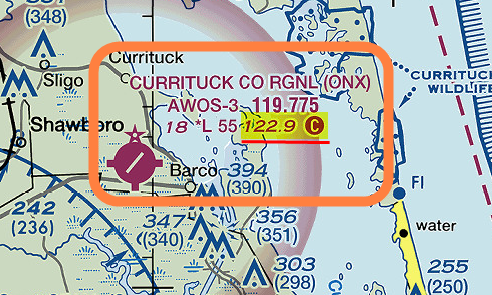 331
(348)
Sligo
Currituck
CURRITUCK CO RGNL (ONX)
AWOS-3 119.775
18 *L 55 122.9 C
CURRITUCK
WILDLIFE
Shawboro
Barco
394
(390)
FI
242
(236)
347
(340)
356
(351)
water
303
(298)
255
(250)